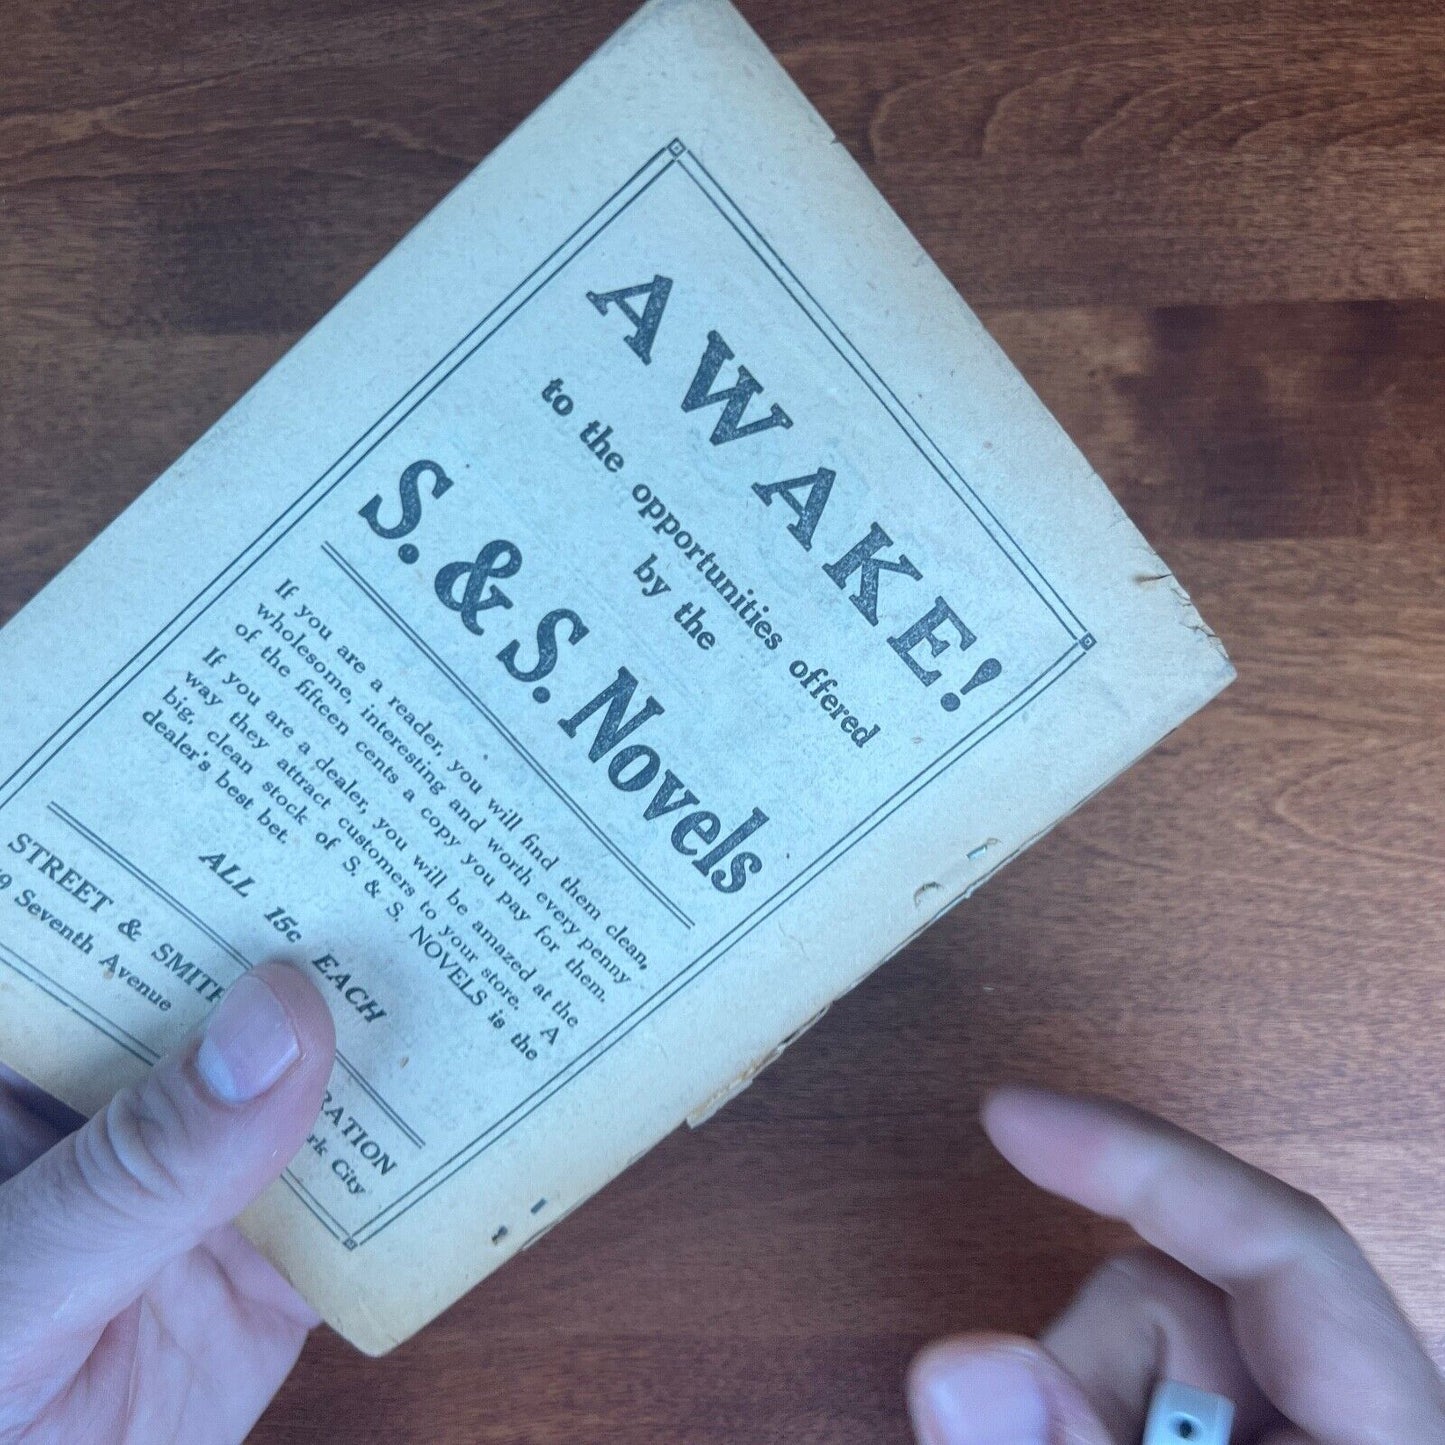 AWAKE!
to the opportunities offered
by the
S. & S. Novels
If you are a reader, you will find them clean,
wholesome, interesting and worth every penny
of the fifteen cents a copy you pay for them.
If you are a dealer, you will be amazed at the
way they attract customers to your store. A
big, clean stock of S. & S. NOVELS is the
dealer's best bet.
ALL 15c EACH
STREET & SMITH RATION
9 Seventh Avenue rk City